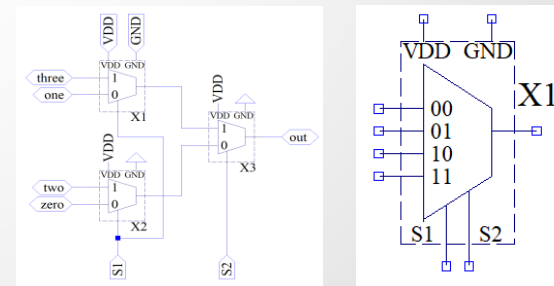 VDD GND
three
one
VDD GND
1
0
X1
VDD
two
zero
VDD GND
1
0
X2
VDD
VDD GND
1
0
X3
out
S1
S2
VDD GND
X1
00
01
10
11
S1 S2